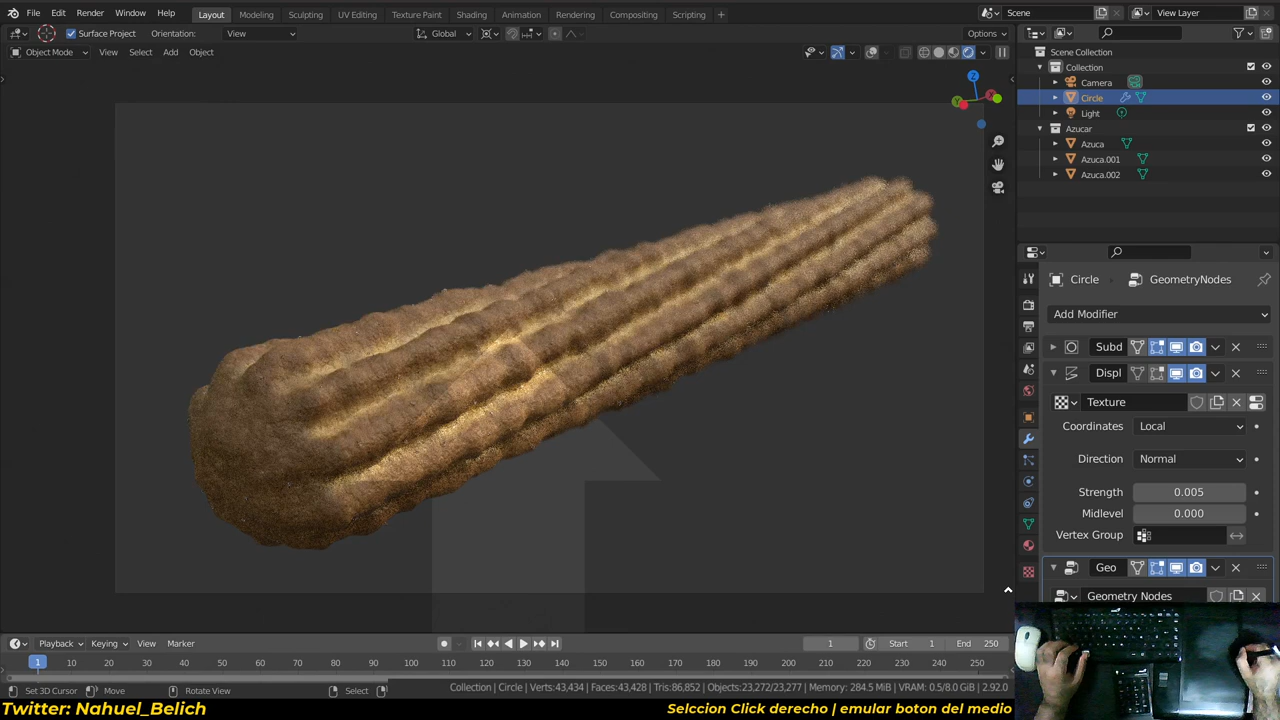 File Edit Render Window Help Layout Modeling Sculpting UV Editing Texture Paint Shading Animation Rendering Compositing Scripting + Scene View Layer
Surface Project Orientation: View Global Options
Object Mode View Select Add Object
Scene Collection
Collection
Camera
Circle
Light
Azucar
Azuca
Azuca.001
Azuca.002
Z
Y
X
Circle GeometryNodes
Add Modifier
Subd
Displ
Texture
Coordinates Local
Direction Normal
Strength 0.005
Midlevel 0.000
Vertex Group
Geo
Geometry Nodes
Playback Keying View Marker 1 Start 1 End 250
1 10 20 30 40 50 60 70 80 90 100 110 120 130 140 150 160 170 180 190 200 210 220 230 240 250
Set 3D Cursor Move Rotate View Select Collection | Circle | Verts:43,434 | Faces:43,428 | Tris:86,852 | Objects:23,272/23,277 | Memory: 284.5 MiB | VRAM: 0.5/8.0 GiB | 2.92.0
Twitter: Nahuel_Belich Selccion Click derecho | emular boton del medio